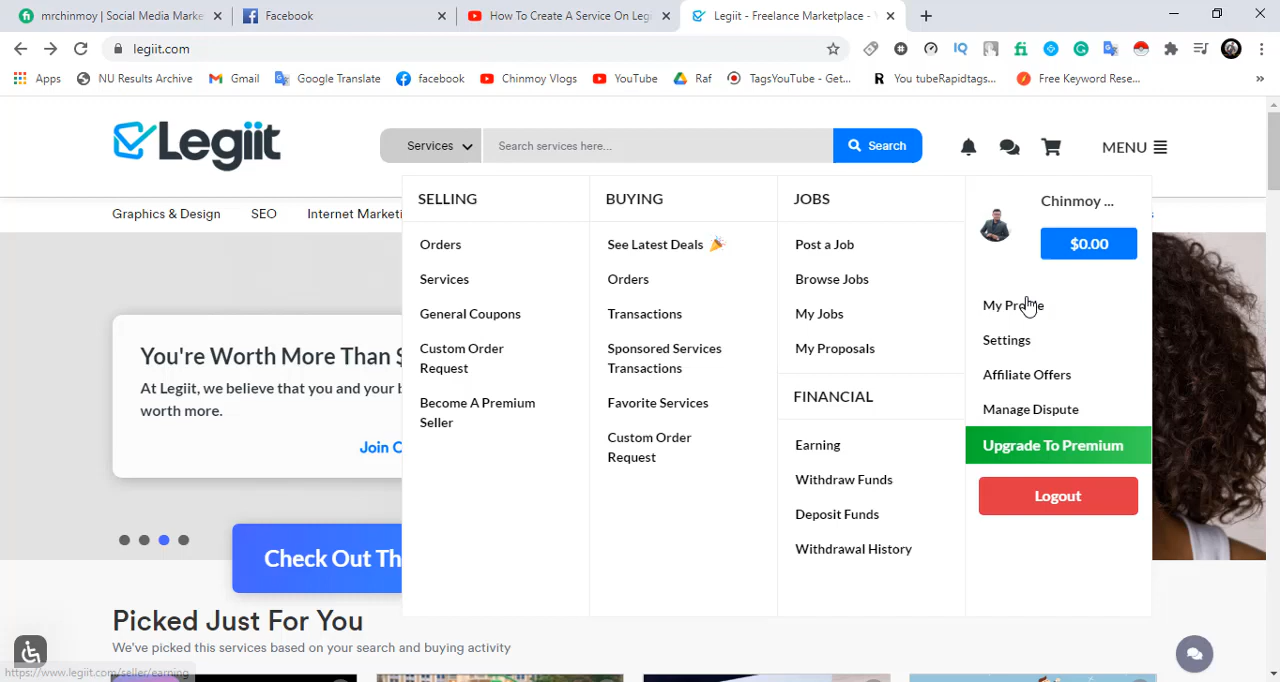 mrchinmoy | Social Media Marke
Facebook
How To Create A Service On Legi
Legiit - Freelance Marketplace -
legiit.com
Apps
NU Results Archive
Gmail
Google Translate
facebook
Chinmoy Vlogs
YouTube
Raf
TagsYouTube - Get...
You tubeRapidtags...
Free Keyword Rese...
»
Legiit
Services
Search services here...
Search
MENU
Graphics & Design
SEO
Internet Marketi
SELLING
Orders
Services
General Coupons
Custom Order
Request
Become A Premium
Seller
BUYING
See Latest Deals
Orders
Transactions
Sponsored Services
Transactions
Favorite Services
Custom Order
Request
JOBS
Post a Job
Browse Jobs
My Jobs
My Proposals
FINANCIAL
Earning
Withdraw Funds
Deposit Funds
Withdrawal History
Chinmoy ...
$0.00
My Profile
Settings
Affiliate Offers
Manage Dispute
Upgrade To Premium
Logout
You're Worth More Than $
At Legiit, we believe that you and your b
worth more.
Join C
Check Out Th
Picked Just For You
We've picked this services based on your search and buying activity
https://www.legiit.com/seller/earning